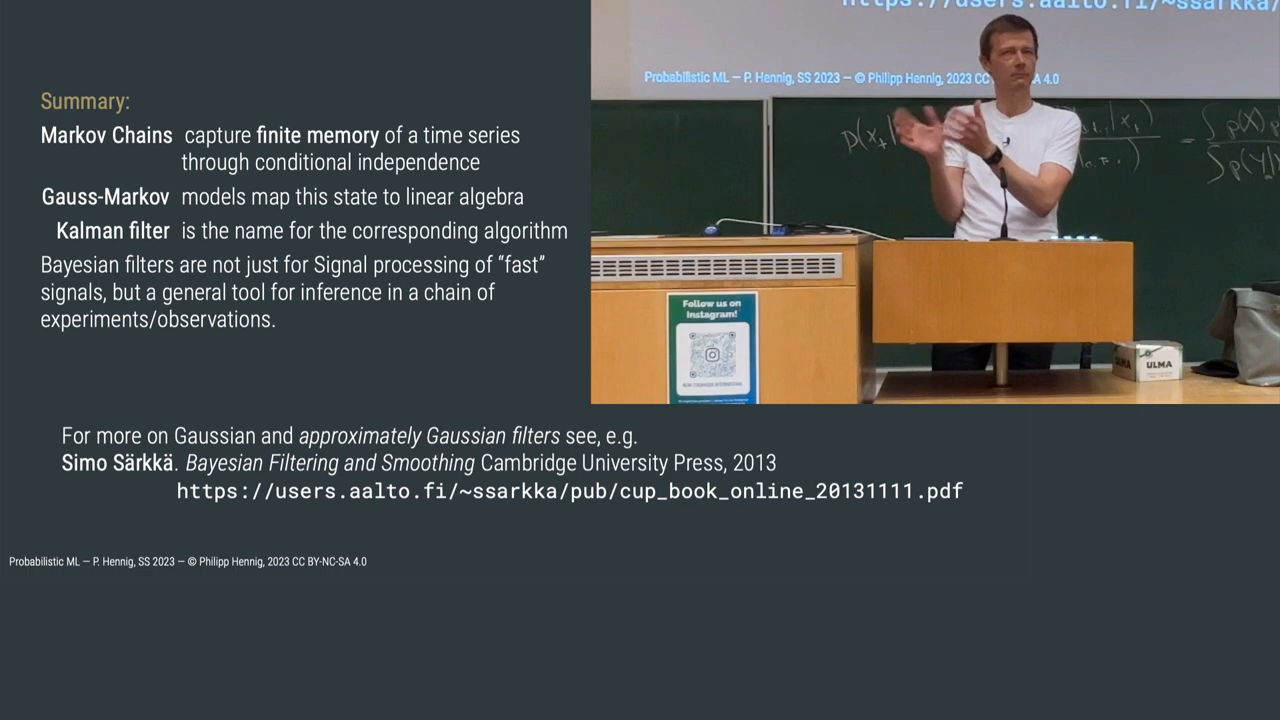 Summary:
Markov Chains capture finite memory of a time series
through conditional independence
Gauss-Markov models map this state to linear algebra
Kalman filter is the name for the corresponding algorithm
Bayesian filters are not just for Signal processing of “fast”
signals, but a general tool for inference in a chain of
experiments/observations.
For more on Gaussian and approximately Gaussian filters see, e.g.
Simo Särkkä. Bayesian Filtering and Smoothing Cambridge University Press, 2013
https://users.aalto.fi/~ssarkka/pub/cup_book_online_20131111.pdf
Probabilistic ML — P. Hennig, SS 2023 — © Philipp Hennig, 2023 CC BY-NC-SA 4.0
https://users.aalto.fi/~ssarkka/
Probabilistic ML — P. Hennig, SS 2023 — © Philipp Hennig, 2023 CC A 4.0
Follow us on
Instagram!
ULMA